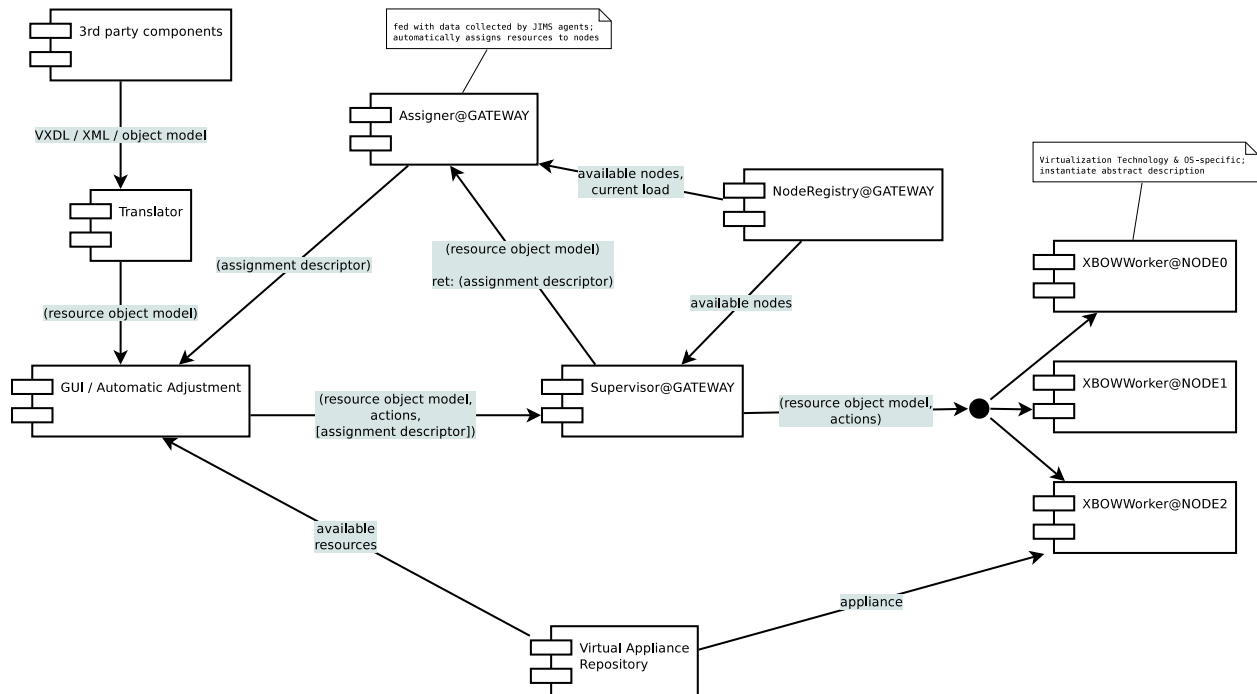 3rd party components
fed with data collected by JIMS agents;
automatically assigns resources to nodes
Assigner@GATEWAY
VXDL / XML / object model
Virtualization Technology & OS-specific;
instantiate abstract description
available nodes,
current load
NodeRegistry@GATEWAY
Translator
(resource object model)
ret: (assignment descriptor)
XBOWWorker@NODE0
(assignment descriptor)
available nodes
(resource object model)
GUI / Automatic Adjustment
Supervisor@GATEWAY
XBOWWorker@NODE1
(resource object model,
actions,
[assignment descriptor])
(resource object model,
actions)
XBOWWorker@NODE2
available
resources
appliance
Virtual Appliance
Repository